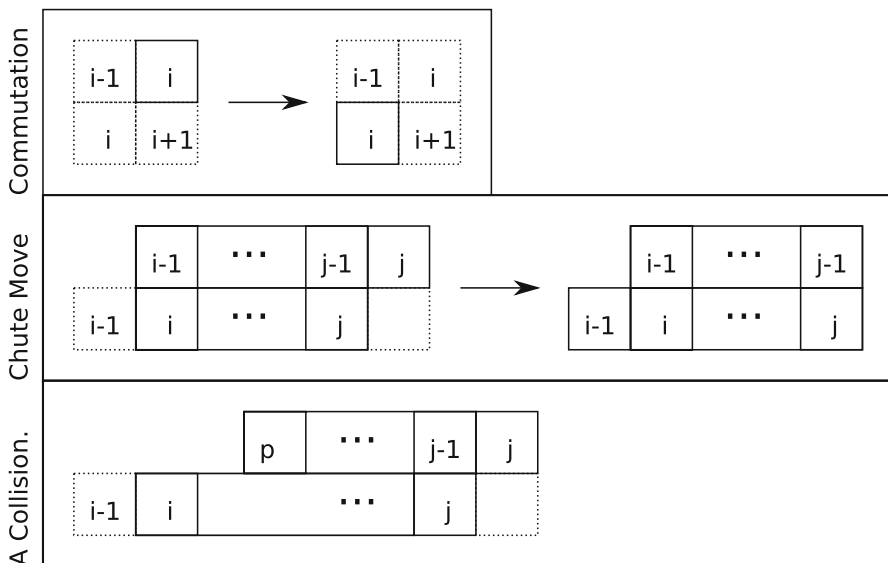 Commutation
i-1 i i-1 i
i i+1 i i+1
Chute Move
i-1 ... j-1 j i-1 ... j-1
i-1 i ... j i-1 i ... j
A Collision.
p ... j-1 j
i-1 i ... j